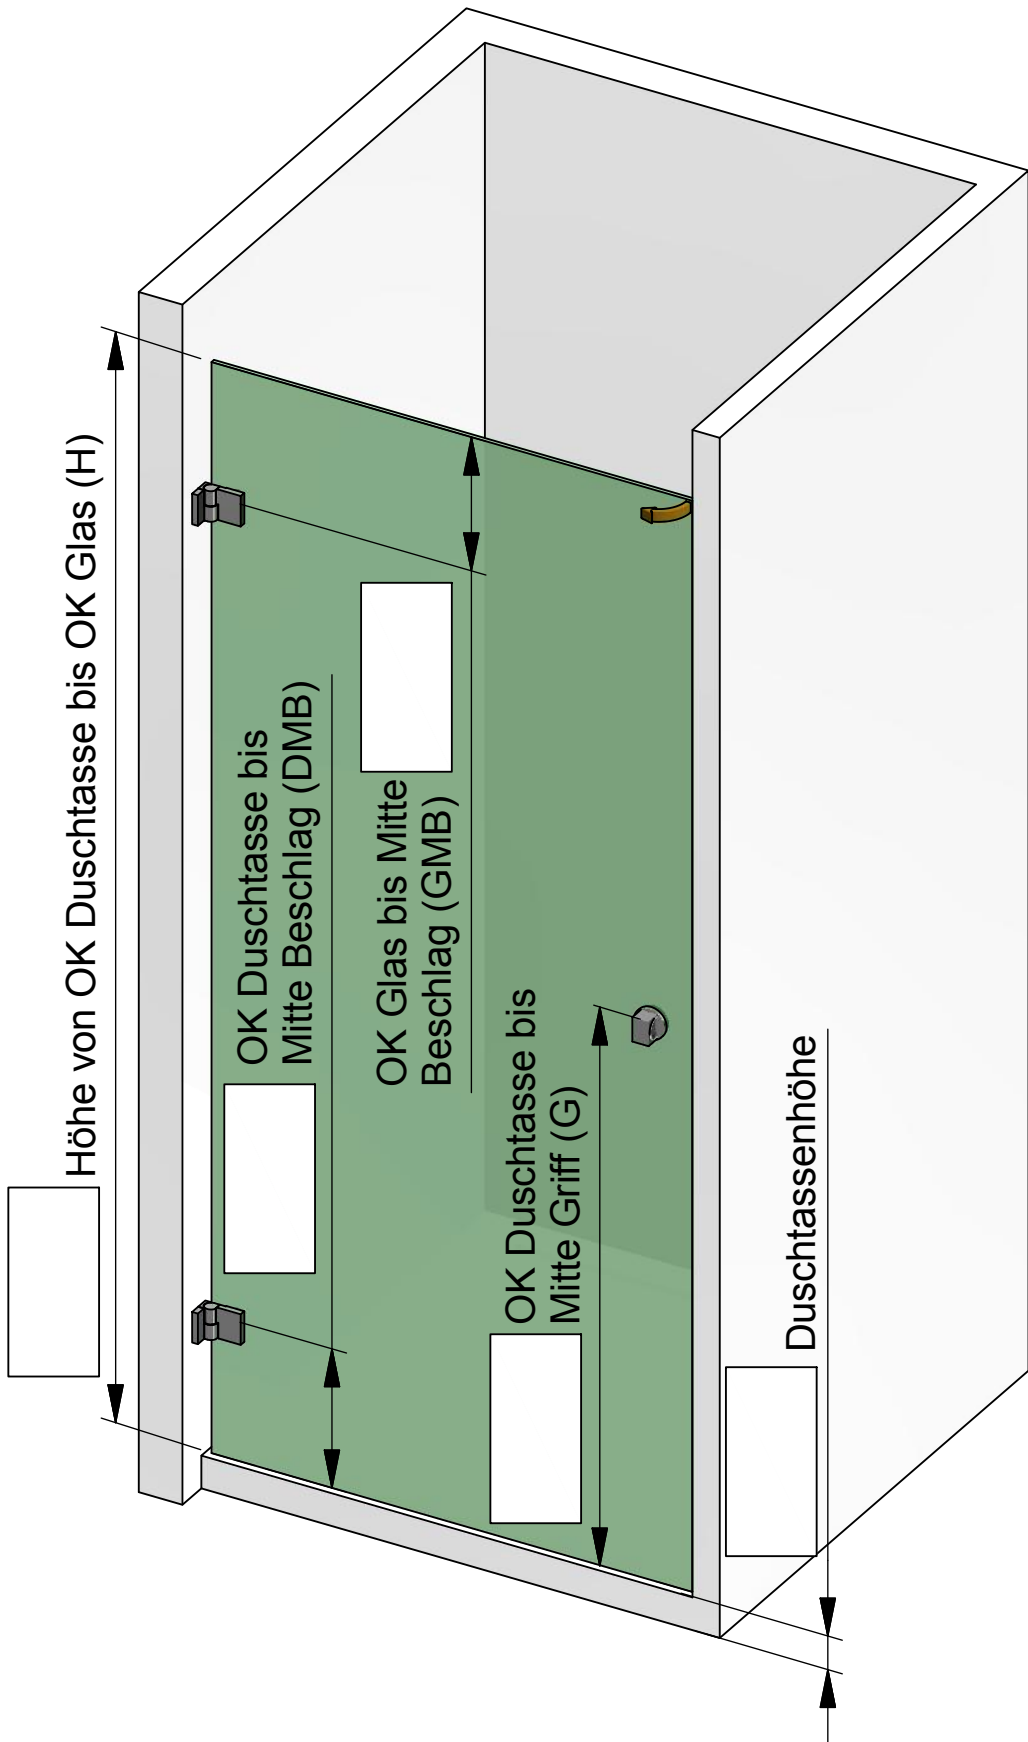 Höhe von OK Duschtasse bis OK Glas (H)
OK Duschtasse bis
Mitte Beschlag (DMB)
OK Glas bis Mitte
Beschlag (GMB)
OK Duschtasse bis
Mitte Griff (G)
Duschtassenhöhe